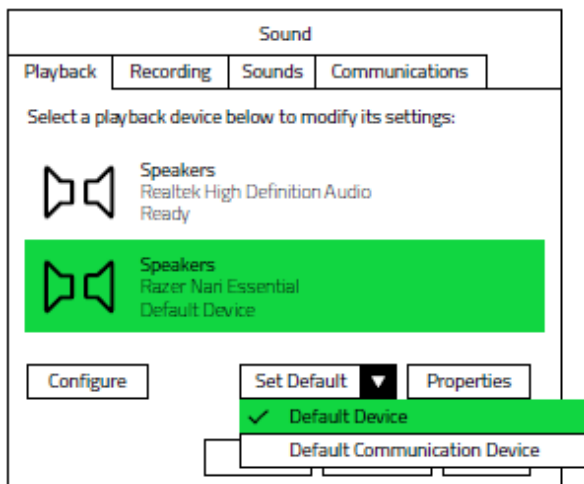 Sound
Playback Recording Sounds Communications
Select a playback device below to modify its settings:
Speakers
Realtek High Definition Audio
Ready
Speakers
Razer Nari Essential
Default Device
Configure Set Default Properties
Default Device
Default Communication Device